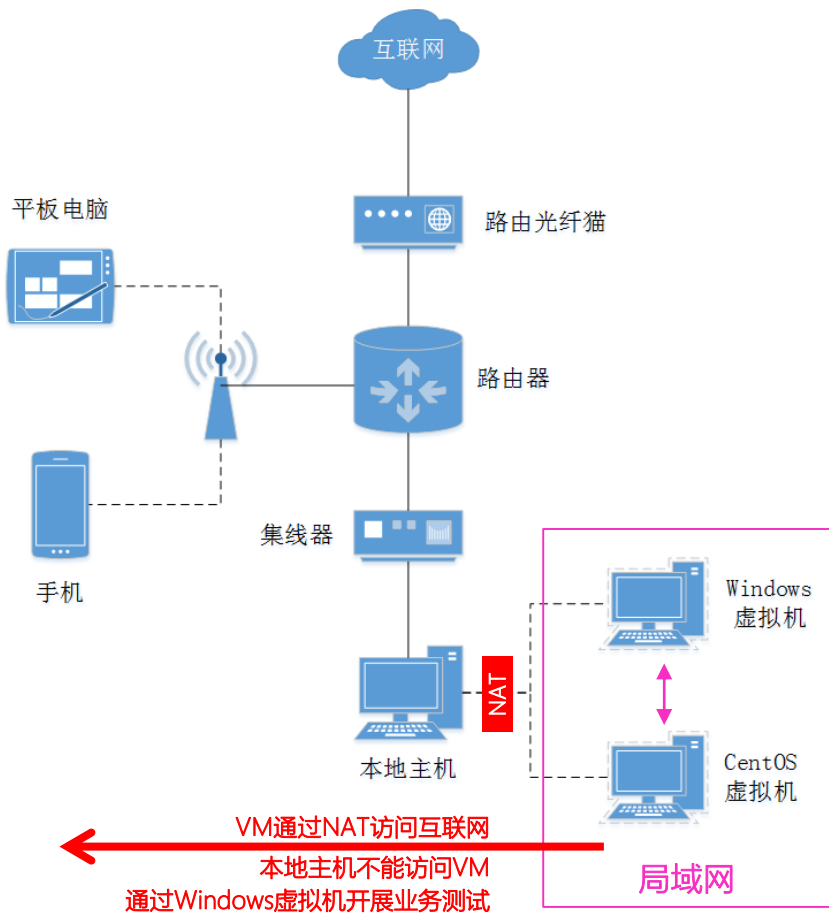 互联网
平板电脑
路由光纤猫
路由器
集线器
手机
Windows
虚拟机
NAT
本地主机
CentOS
虚拟机
VM通过NAT访问互联网
本地主机不能访问VM
通过Windows虚拟机开展业务测试
局域网